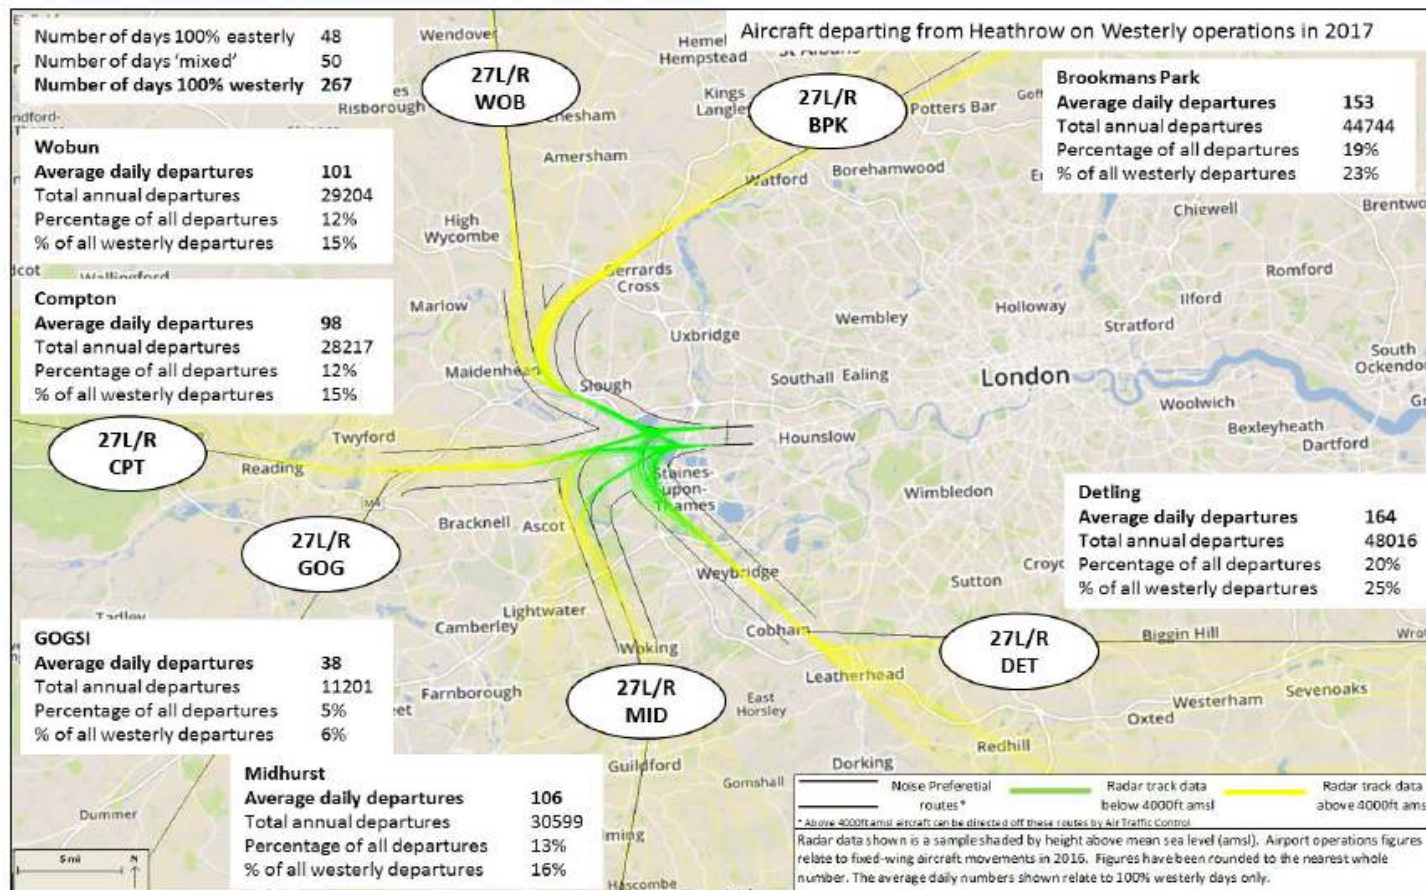 Aircraft departing from Heathrow on Westerly operations in 2017
Number of days 100% easterly 48
Number of days 'mixed' 50
Number of days 100% westerly 267
Wobun
Average daily departures 101
Total annual departures 29204
Percentage of all departures 12%
% of all westerly departures 15%
Compton
Average daily departures 98
Total annual departures 28217
Percentage of all departures 12%
% of all westerly departures 15%
GOGSI
Average daily departures 38
Total annual departures 11201
Percentage of all departures 5%
% of all westerly departures 6%
Midhurst
Average daily departures 106
Total annual departures 30599
Percentage of all departures 13%
% of all westerly departures 16%
Brookmans Park
Average daily departures 153
Total annual departures 44744
Percentage of all departures 19%
% of all westerly departures 23%
Detling
Average daily departures 164
Total annual departures 48016
Percentage of all departures 20%
% of all westerly departures 25%
27L/R
WOB
27L/R
BPK
27L/R
CPT
27L/R
GOG
27L/R
MID
27L/R
DET
Wendover
Hemel
Hempstead
Kings
Potters Bar
Risborough
Amersham
Watford
Borehamwood
Chigwell
High
Wycombe
Gerrards
Cross
Romford
Marlow
Holloway
Ilford
Wembley
Stratford
Uxbridge
South
Maidenhead
Slough
Southall
Ealing
London
Woolwich
Hounslow
Bexleyheath
Dartford
Twyford
Reading
M4
Staines-
upon-
Thames
Wimbledon
Bracknell
Ascot
Weybridge
Sutton
Tadley
Lightwater
Camberley
Cobham
Biggin Hill
Woking
Leatherhead
Farnborough
East
Horsley
Westerham
Sevenoaks
Oxted
Redhill
Guildford
Dorking
Gomshall
Dummer
Hascombe
5 mi
N
Noise Preferetial
routes*
Radar track data
below 4000ft amsl
Radar track data
above 4000ft ams
* Above 4000ft amsl aircraft can be directed off these routes by Air Traffic Control
Radar data shown is a sample shaded by height above mean sea level (amsl). Airport operations figures
relate to fixed-wing aircraft movements in 2016. Figures have been rounded to the nearest whole
number. The average daily numbers shown relate to 100% westerly days only.